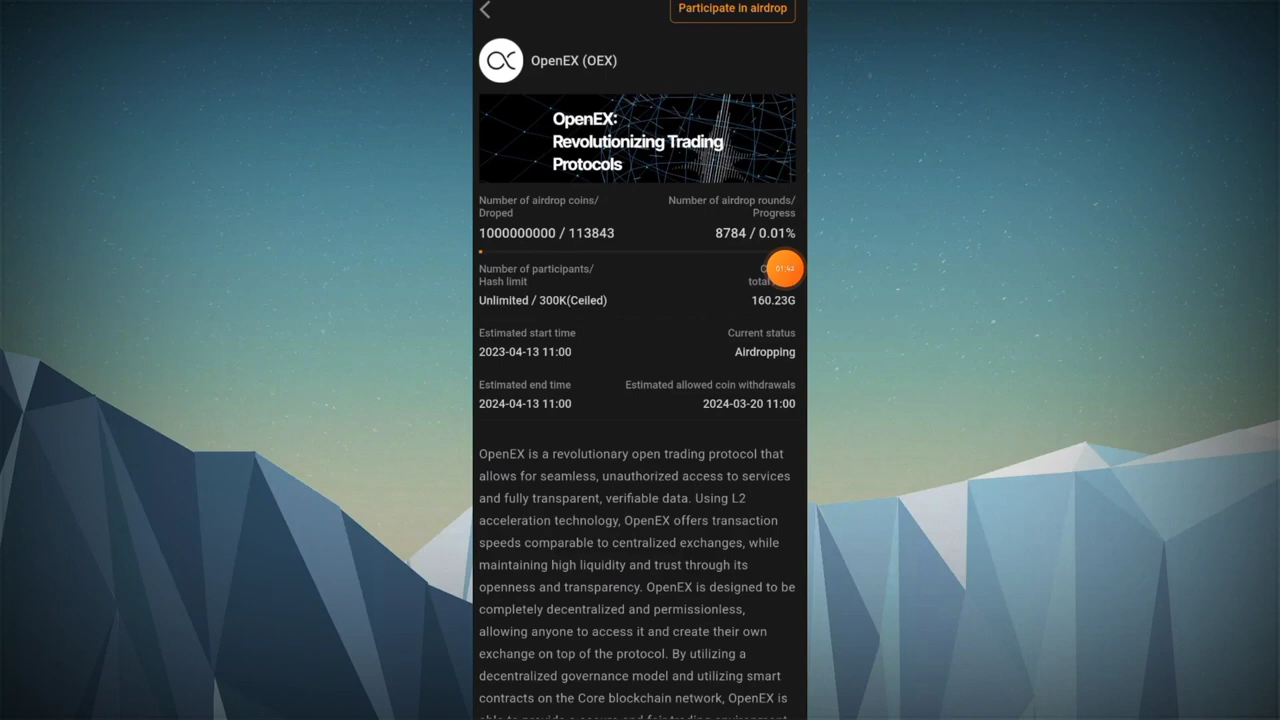 Participate in airdrop
OpenEX (OEX)
OpenEX:
Revolutionizing Trading
Protocols
Number of airdrop coins/
Droped
Number of airdrop rounds/
Progress
1000000000 / 113843
8784 / 0.01%
Number of participants/
Hash limit
Unlimited / 300K(Ceiled)
01:42
160.23G
Estimated start time
Current status
2023-04-13 11:00
Airdropping
Estimated end time
Estimated allowed coin withdrawals
2024-04-13 11:00
2024-03-20 11:00
OpenEX is a revolutionary open trading protocol that
allows for seamless, unauthorized access to services
and fully transparent, verifiable data. Using L2
acceleration technology, OpenEX offers transaction
speeds comparable to centralized exchanges, while
maintaining high liquidity and trust through its
openness and transparency. OpenEX is designed to be
completely decentralized and permissionless,
allowing anyone to access it and create their own
exchange on top of the protocol. By utilizing a
decentralized governance model and utilizing smart
contracts on the Core blockchain network, OpenEX is